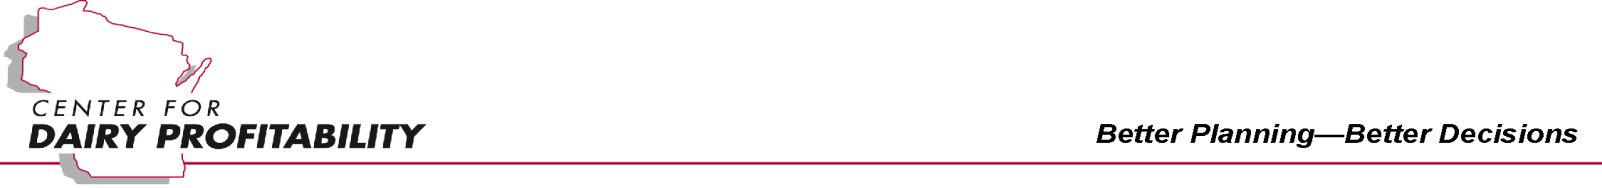 CENTER FOR
DAIRY PROFITABILITY
Better Planning—Better Decisions